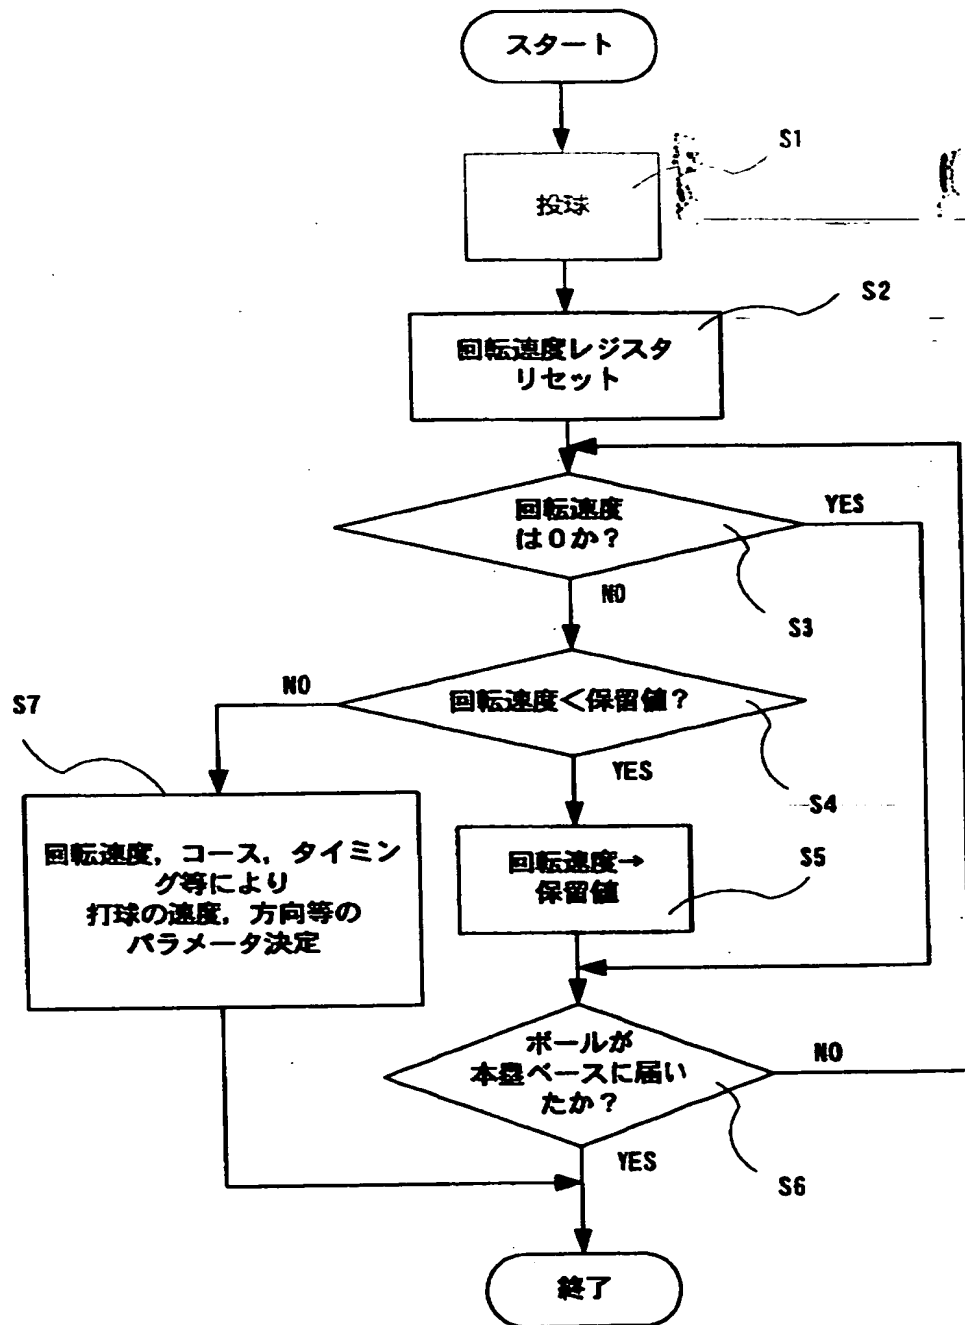 スタート
S1
投球
S2
回転速度レジスタ
リセット
回転速度
は0か?
YES
NO
S3
回転速度<保留値?
NO
S7
YES
S4
回転速度,コース,タイミン
グ等により
打球の速度,方向等の
パラメータ決定
回転速度→
保留値
S5
ボールが
本塁ベースに届い
たか?
NO
YES
S6
終了